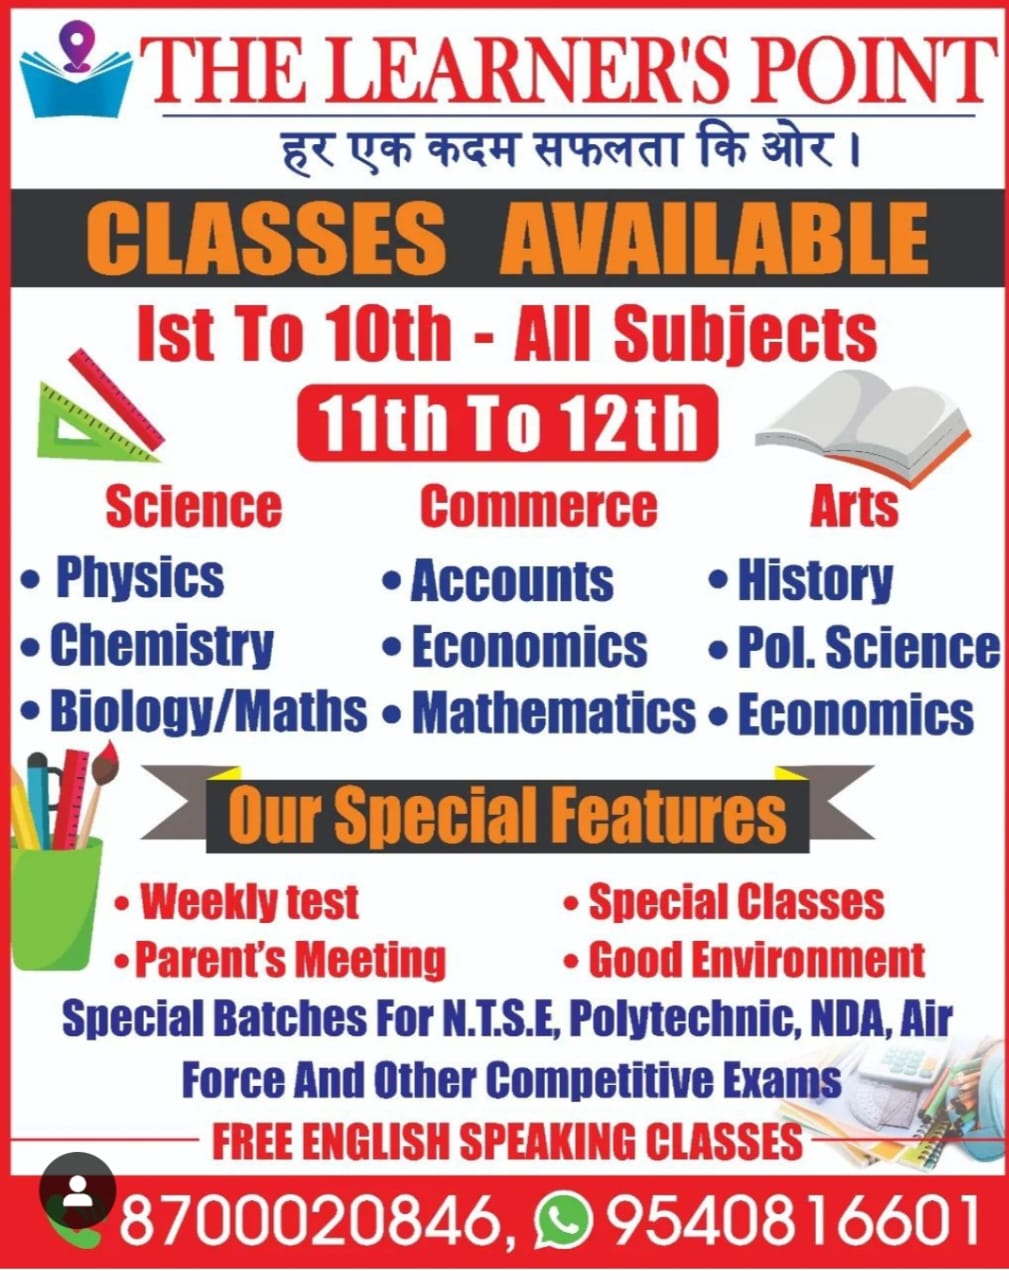 THE LEARNER'S POINT
हर एक कदम सफलता कि ओर।
CLASSES AVAILABLE
Ist To 10th - All Subjects
11th To 12th
Science Commerce Arts
• Physics • Accounts • History
• Chemistry • Economics • Pol. Science
• Biology/Maths • Mathematics • Economics
Our Special Features
• Weekly test • Special Classes
• Parent's Meeting • Good Environment
Special Batches For N.T.S.E, Polytechnic, NDA, Air
Force And Other Competitive Exams
FREE ENGLISH SPEAKING CLASSES
8700020846, 9540816601